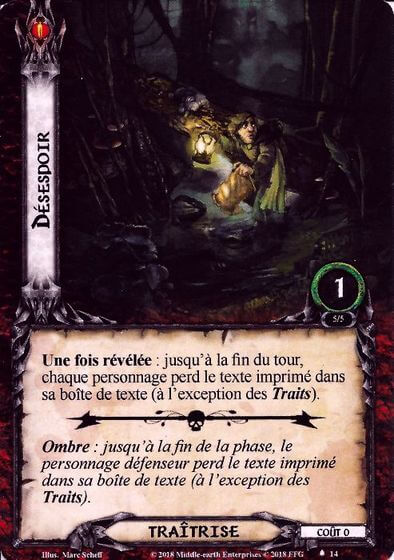 DÉSESPOIR
1
5/5
Une fois révélée : jusqu'à la fin du tour,
chaque personnage perd le texte imprimé dans
sa boîte de texte (à l'exception des Traits).
Ombre : jusqu'à la fin de la phase, le
personnage défenseur perd le texte imprimé
dans sa boîte de texte (à l'exception des
Traits).
TRAÎTRISE
COÛT 0
Illus. Marc Scheff
© 2018 Middle-earth Enterprises © 2018 FFG
14